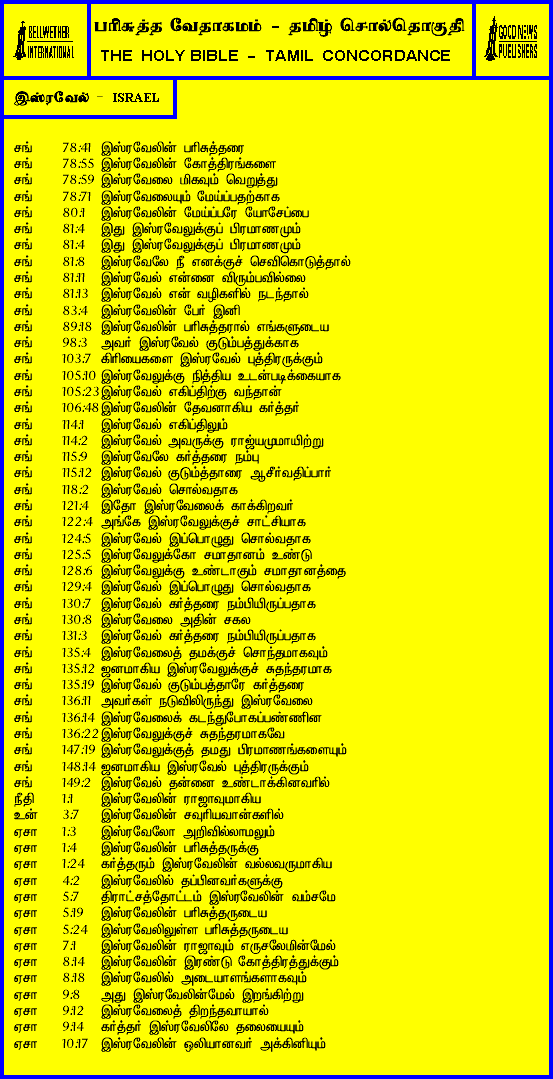 BELLWETHER INTERNATIONAL
பரிசுத்த வேதாகமம் - தமிழ் சொல்தொகுதி
THE HOLY BIBLE - TAMIL CONCORDANCE
GOOD NEWS PUBLISHERS
இஸ்ரவேல் - ISRAEL
சங் 78:41 இஸ்ரவேலின் பரிசுத்தரை
சங் 78:55 இஸ்ரவேலின் கோத்திரங்களை
சங் 78:59 இஸ்ரவேலை மிகவும் வெறுத்து
சங் 78:71 இஸ்ரவேலையும் மேய்ப்பதற்காக
சங் 80:1 இஸ்ரவேலின் மேய்ப்பரே யோசேப்பை
சங் 81:4 இது இஸ்ரவேலுக்குப் பிரமாணமும்
சங் 81:4 இது இஸ்ரவேலுக்குப் பிரமாணமும்
சங் 81:8 இஸ்ரவேலே நீ எனக்குச் செவிகொடுத்தால்
சங் 81:11 இஸ்ரவேல் என்னை விரும்பவில்லை
சங் 81:13 இஸ்ரவேல் என் வழிகளில் நடந்தால்
சங் 83:4 இஸ்ரவேலின் பேர் இனி
சங் 89:18 இஸ்ரவேலின் பரிசுத்தரால் எங்களுடைய
சங் 98:3 அவர் இஸ்ரவேல் குடும்பத்துக்காக
சங் 103:7 கிரியைகளை இஸ்ரவேல் புத்திரருக்கும்
சங் 105:10 இஸ்ரவேலுக்கு நித்திய உடன்படிக்கையாக
சங் 105:23 இஸ்ரவேல் எகிப்திற்கு வந்தான்
சங் 106:48 இஸ்ரவேலின் தேவனாகிய கர்த்தர்
சங் 114:1 இஸ்ரவேல் எகிப்திலும்
சங் 114:2 இஸ்ரவேல் அவருக்கு ராஜ்யமுமாயிற்று
சங் 115:9 இஸ்ரவேலே கர்த்தரை நம்பு
சங் 115:12 இஸ்ரவேல் குடும்த்தாரை ஆசீர்வதிப்பார்
சங் 118:2 இஸ்ரவேல் சொல்வதாக
சங் 121:4 இதோ இஸ்ரவேலைக் காக்கிறவர்
சங் 122:4 அங்கே இஸ்ரவேலுக்குச் சாட்சியாக
சங் 124:5 இஸ்ரவேல் இப்பொழுது சொல்வதாக
சங் 125:5 இஸ்ரவேலுக்கோ சமாதானம் உண்டு
சங் 128:6 இஸ்ரவேலுக்கு உண்டாகும் சமாதானத்தை
சங் 129:4 இஸ்ரவேல் இப்பொழுது சொல்வதாக
சங் 130:7 இஸ்ரவேல் கர்த்தரை நம்பியிருப்பதாக
சங் 130:8 இஸ்ரவேலை அதின் சகல
சங் 131:3 இஸ்ரவேல் கர்த்தரை நம்பியிருப்பதாக
சங் 135:4 இஸ்ரவேலைத் தமக்குச் சொந்தமாகவும்
சங் 135:12 ஜனமாகிய இஸ்ரவேலுக்குச் சுதந்தரமாக
சங் 135:19 இஸ்ரவேல் குடும்பத்தாரே கர்த்தரை
சங் 136:11 அவர்கள் நடுவிலிருந்து இஸ்ரவேலை
சங் 136:14 இஸ்ரவேலைக் கடந்துபோகப்பண்ணின
சங் 136:22 இஸ்ரவேலுக்குச் சுதந்தரமாகவே
சங் 147:19 இஸ்ரவேலுக்குத் தமது பிரமாணங்களையும்
சங் 148:14 ஜனமாகிய இஸ்ரவேல் புத்திரருக்கும்
சங் 149:2 இஸ்ரவேல் தன்னை உண்டாக்கினவரில்
நீதி 1:1 இஸ்ரவேலின் ராஜாவுமாகிய
உன் 3:7 இஸ்ரவேலின் சவுரியவான்களில்
ஏசா 1:3 இஸ்ரவேலோ அறிவில்லாமலும்
ஏசா 1:4 இஸ்ரவேலின் பரிசுத்தருக்கு
ஏசா 1:24 கர்த்தரும் இஸ்ரவேலின் வல்லவருமாகிய
ஏசா 4:2 இஸ்ரவேலில் தப்பினவர்களுக்கு
ஏசா 5:7 திராட்சத்தோட்டம் இஸ்ரவேலின் வம்சமே
ஏசா 5:19 இஸ்ரவேலின் பரிசுத்தருடைய
ஏசா 5:24 இஸ்ரவேலிலுள்ள பரிசுத்தருடைய
ஏசா 7:1 இஸ்ரவேலின் ராஜாவும் எருசலேமின்மேல்
ஏசா 8:14 இஸ்ரவேலின் இரண்டு கோத்திரத்துக்கும்
ஏசா 8:18 இஸ்ரவேலில் அடையாளங்களாகவும்
ஏசா 9:8 அது இஸ்ரவேலின்மேல் இறங்கிற்று
ஏசா 9:12 இஸ்ரவேலைத் திறந்தவாயால்
ஏசா 9:14 கர்த்தர் இஸ்ரவேலிலே தலையையும்
ஏசா 10:17 இஸ்ரவேலின் ஒலியானவர் அக்கினியும்